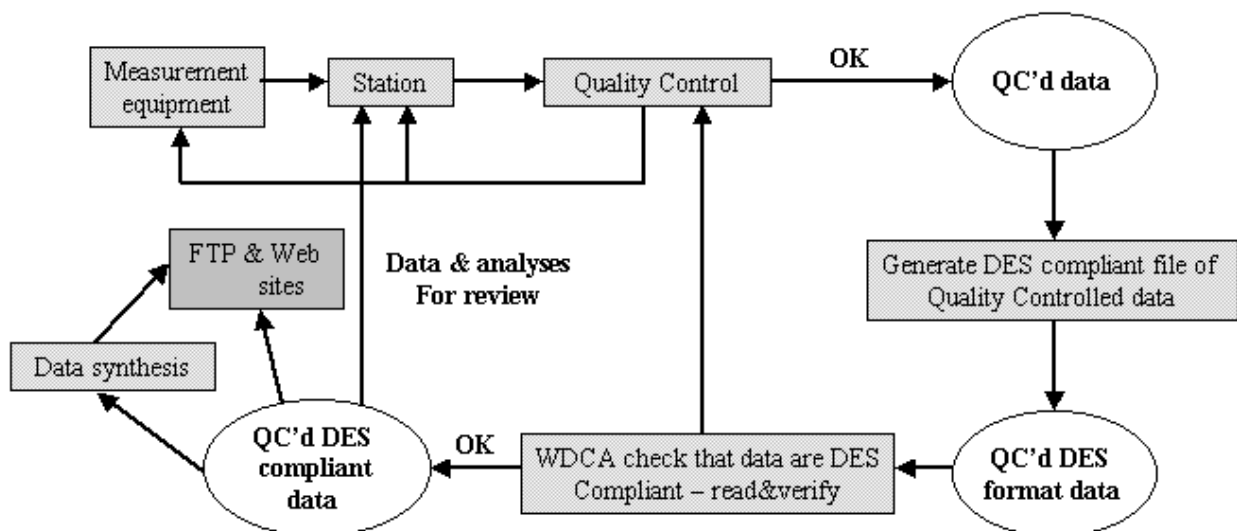 Measurement
equipment
Station
Quality Control
OK
QC'd data
FTP & Web
sites
Data & analyses
For review
Generate DES compliant file of
Quality Controlled data
Data synthesis
QC'd DES
compliant
data
OK
WDCA check that data are DES
Compliant – read&verify
QC'd DES
format data